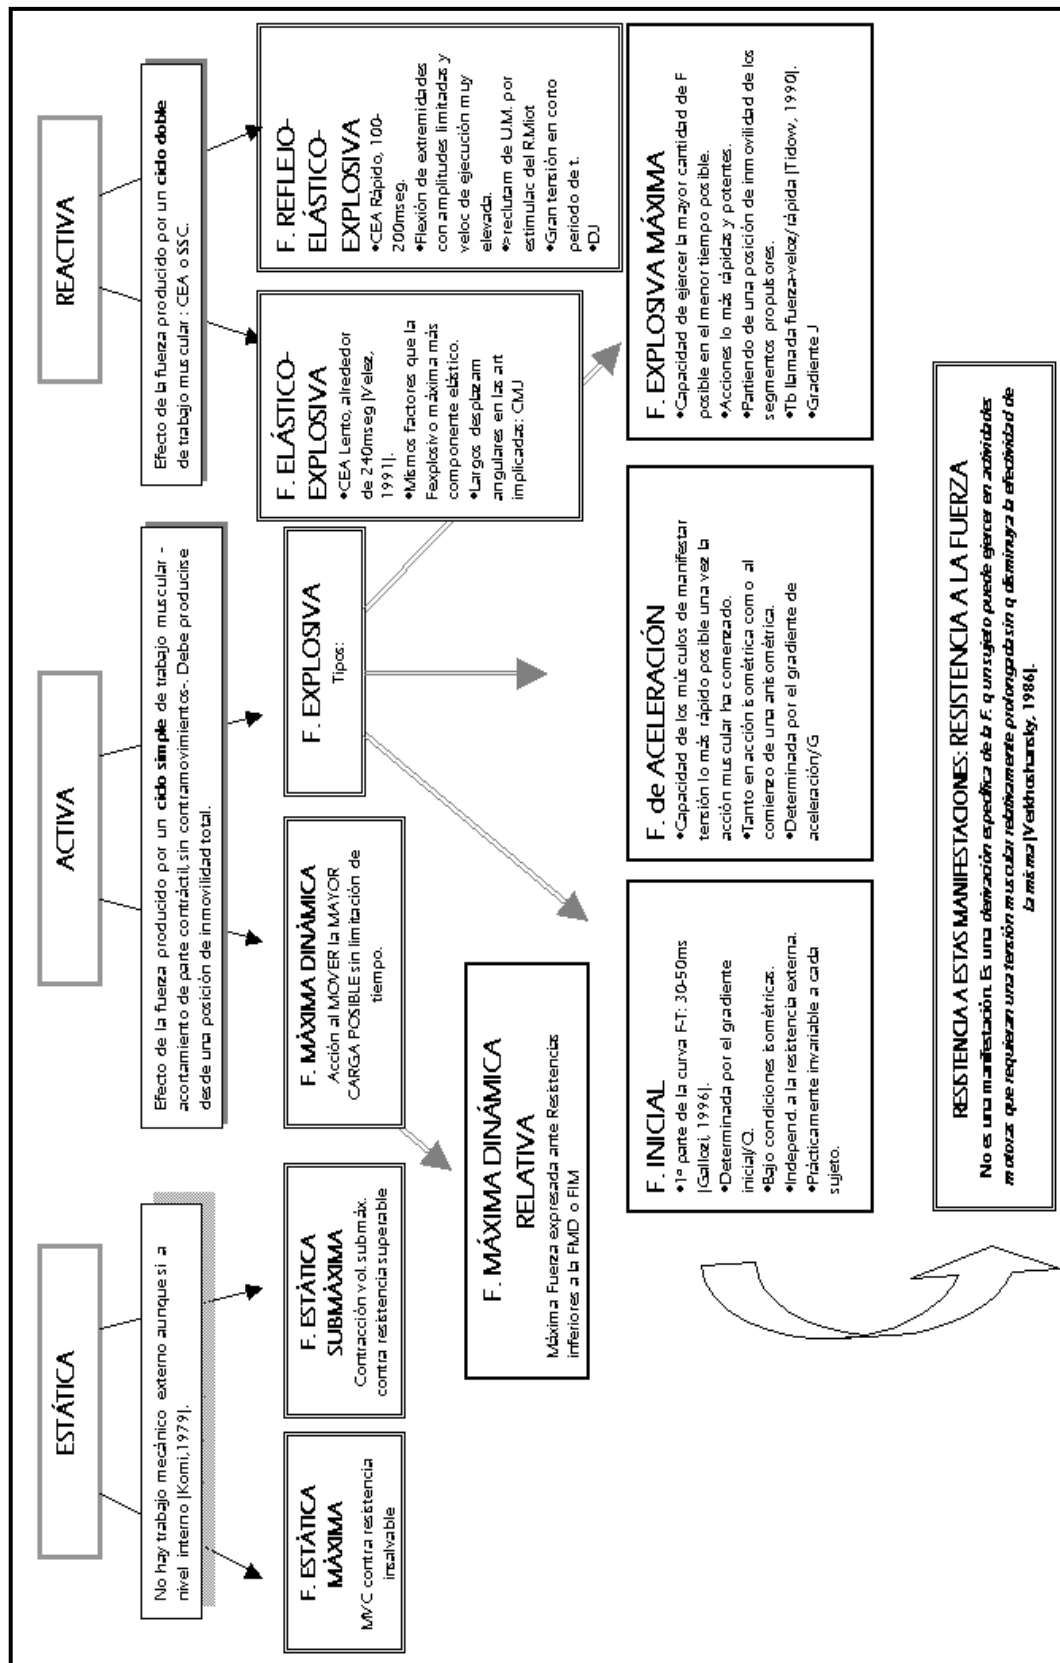 ESTÁTICA
No hay trabajo mecánico externo aunque si a
nivel interno [Komi,1979].
F. ESTÁTICA
MÁXIMA
MVC contra resistencia
insalvable
F. ESTÁTICA
SUBMÁXIMA
Contracción vol. submáx.
contra resistencia superable
ACTIVA
Efecto de la fuerza producido por un ciclo simple de trabajo muscular -
acortamiento de parte contráctil, sin contramovimientos-. Debe producirse
desde una posición de inmovilidad total.
F. MÁXIMA DINÁMICA
Acción al MOVER la MAYOR
CARGA POSIBLE sin limitación de
tiempo.
F. EXPLOSIVA
Tipos:
REACTIVA
Efecto de la fuerza producido por un ciclo doble
de trabajo muscular : CEA o SSC.
F. ELÁSTICO-
EXPLOSIVA
•CEA Lento, alrededor
de 240mseg [Velez,
1991].
•Mismos factores que la
Fexplosivo máxima más
componente elástico.
•Largos desplazam
angulares en las art
implicadas: CMJ
F. REFLEJO-
ELÁSTICO-
EXPLOSIVA
•CEA Rápido, 100-
200mseg.
•Flexión de extremidades
con amplitudes limitadas y
veloc de ejecución muy
elevada.
•>reclutam de U.M. por
estimulac del R.Miot
•Gran tensión en corto
periodo de t.
•DJ
F. MÁXIMA DINÁMICA
RELATIVA
Máxima Fuerza expresada ante Resistencias
inferiores a la FMD o FIM
F. INICIAL
•1ª parte de la curva F-T: 30-50ms
[Gallozi, 1996].
•Determinada por el gradiente
inicial/Q.
•Bajo condiciones isométricas.
•Independ. a la resistencia externa.
•Prácticamente invariable a cada
sujeto.
F. de ACELERACIÓN
•Capacidad de los músculos de manifestar
tensión lo más rápido posible una vez la
acción muscular ha comenzado.
•Tanto en acción isométrica como al
comienzo de una anisométrica.
•Determinada por el gradiente de
aceleración/G
F. EXPLOSIVA MÁXIMA
•Capacidad de ejercer la mayor cantidad de F
posible en el menor tiempo posible.
•Acciones lo más rápidas y potentes.
•Partiendo de una posición de inmovilidad de los
segmentos propulsores.
•Tb llamada fuerza-veloz/rápida [Tidow, 1990].
•Gradiente J
RESISTENCIA A ESTAS MANIFESTACIONES: RESISTENCIA A LA FUERZA
No es una manifestación. Es una derivación específica de la F. q un sujeto puede ejercer en actividades
motoras que requieran una tensión muscular relativamente prolongada sin q disminuya la efectividad de
la misma [Verkhoshansky, 1986].